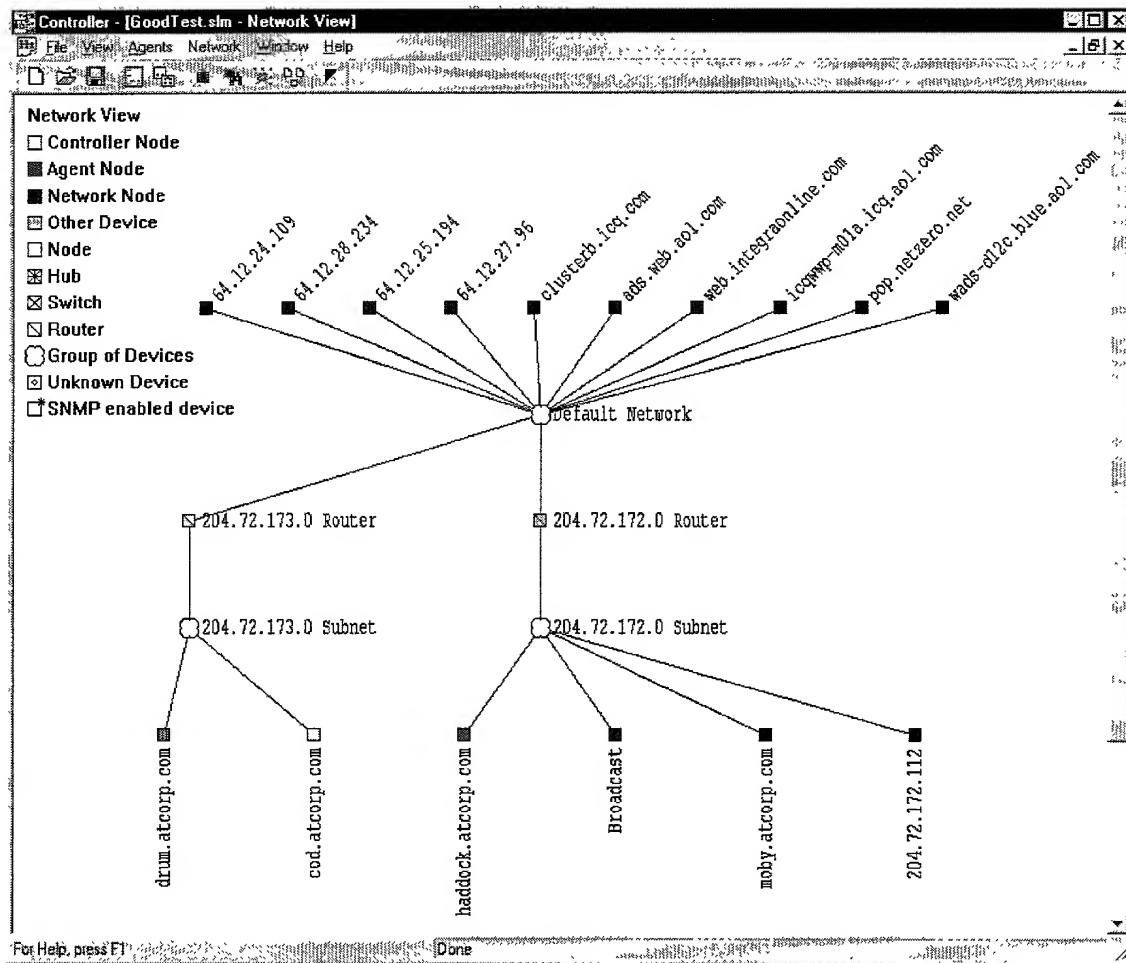 Controller - [GoodTest.slm - Network View]
File View Agents Network Window Help
Network View
Controller Node
Agent Node
Network Node
Other Device
Node
Hub
Switch
Router
Group of Devices
Unknown Device
SNMP enabled device
64.12.24.109
64.12.28.234
64.12.25.194
64.12.27.96
clusterb.icq.com
ads.web.aol.com
web.integraonline.com
icqwwp-m01a.icq.aol.com
pop.netzero.net
wads-d12c.blue.aol.com
Default Network
204.72.173.0 Router
204.72.172.0 Router
204.72.173.0 Subnet
204.72.172.0 Subnet
drum.atcorp.com
cod.atcorp.com
haddock.atcorp.com
Broadcast
moby.atcorp.com
204.72.172.112
For Help, press F1
Done